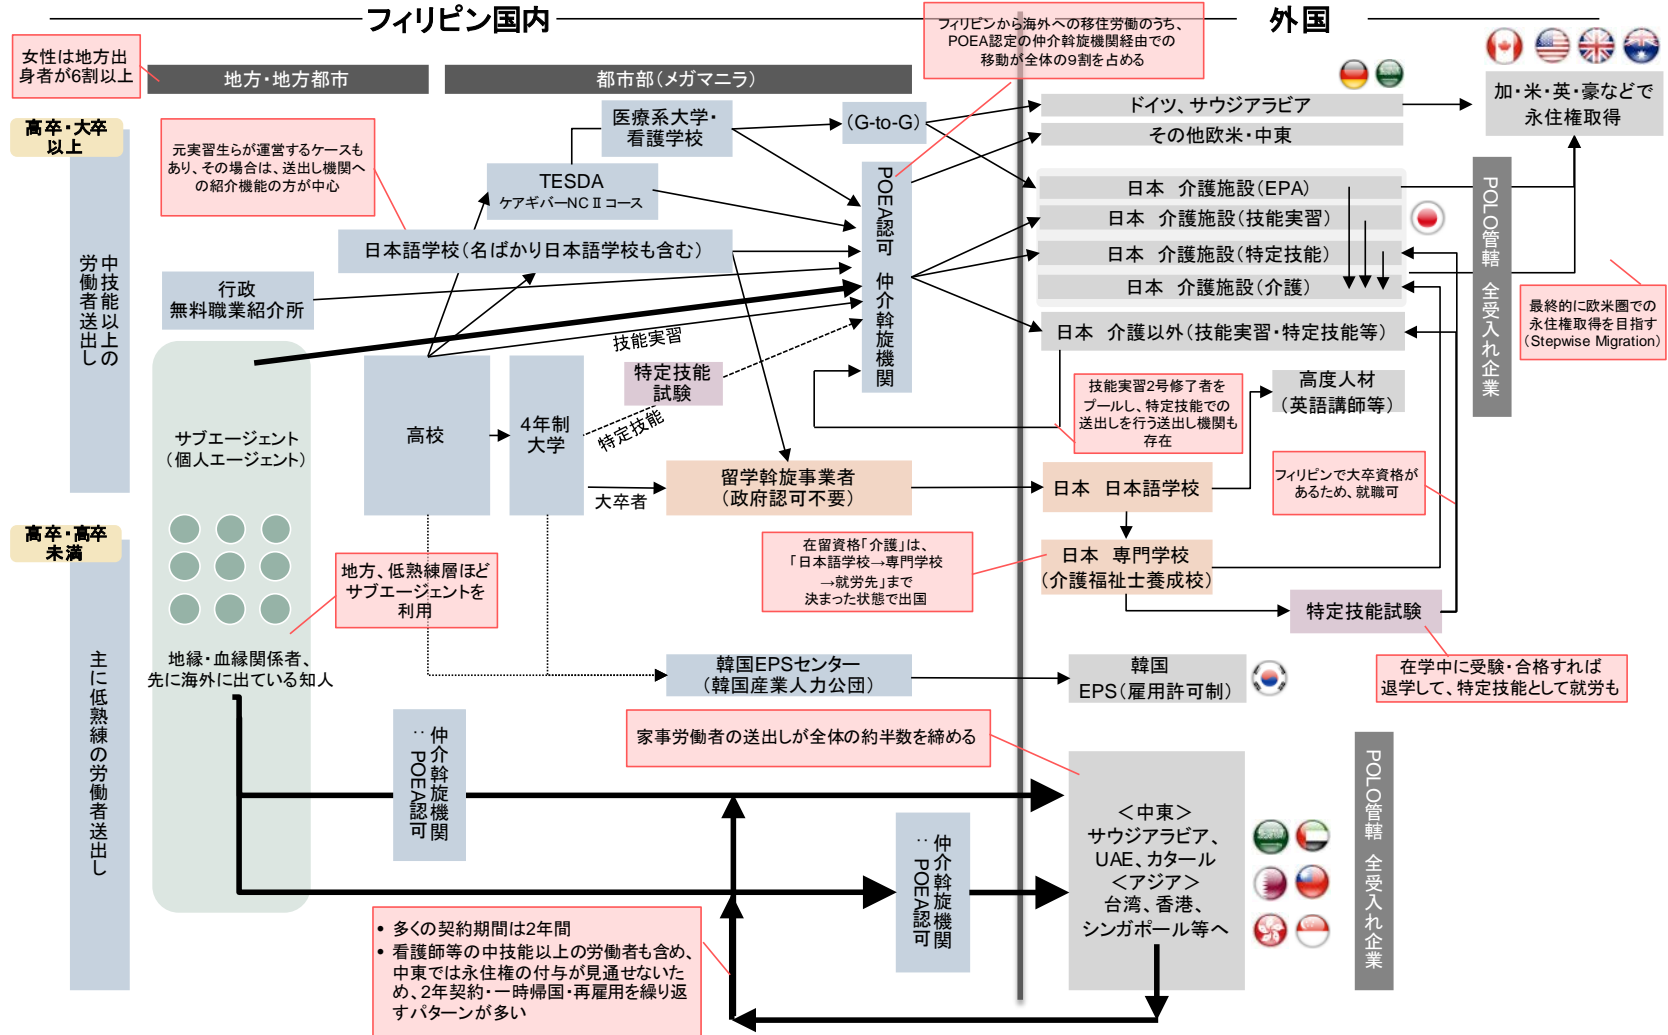 フィリピン国内
外国
女性は地方出
身者が6割以上
フィリピンから海外への移住労働のうち、
POEA認定の仲介斡旋機関経由での
移動が全体の9割を占める
地方・地方都市
都市部(メガマニラ)
加・米・英・豪などで
永住権取得
高卒・大卒
以上
中技能以上の
労働者送出し
元実習生らが運営するケースも
あり、その場合は、送出し機関へ
の紹介機能の方が中心
医療系大学・
看護学校
(G-to-G)
ドイツ、サウジアラビア
その他欧米・中東
TESDA
ケアギバーNCⅡコース
POEA認可 仲介斡旋機関
日本 介護施設(EPA)
日本 介護施設(技能実習)
日本 介護施設(特定技能)
日本 介護施設(介護)
日本 介護以外(技能実習・特定技能等)
POLO管轄 全受入れ企業
日本語学校(名ばかり日本語学校も含む)
行政
無料職業紹介所
最終的に欧米圏での
永住権取得を目指す
(Stepwise Migration)
技能実習
特定技能
試験
特定技能
高校
4年制
大学
サブエージェント
(個人エージェント)
技能実習2号修了者を
プールし、特定技能での
送出しを行う送出し機関も
存在
高度人材
(英語講師等)
大卒者
留学斡旋事業者
(政府認可不要)
日本 日本語学校
フィリピンで大卒資格が
あるため、就職可
高卒・高卒
未満
主に低熟練の労働者送出し
地方、低熟練層ほど
サブエージェントを
利用
在留資格「介護」は、
「日本語学校→専門学校
→就労先」まで
決まった状態で出国
日本 専門学校
(介護福祉士養成校)
特定技能試験
地縁・血縁関係者、
先に海外に出ている知人
韓国EPSセンター
(韓国産業人力公団)
韓国
EPS(雇用許可制)
在学中に受験・合格すれば
退学して、特定技能として就労も
仲介斡旋機関
:POEA認可
家事労働者の送出しが全体の約半数を締める
仲介斡旋機関
:POEA認可
<中東>
サウジアラビア、
UAE、カタール
<アジア>
台湾、香港、
シンガポール等へ
POLO管轄 全受入れ企業
• 多くの契約期間は2年間
• 看護師等の中技能以上の労働者も含め、
中東では永住権の付与が見通せないた
め、2年契約・一時帰国・再雇用を繰り返
すパターンが多い